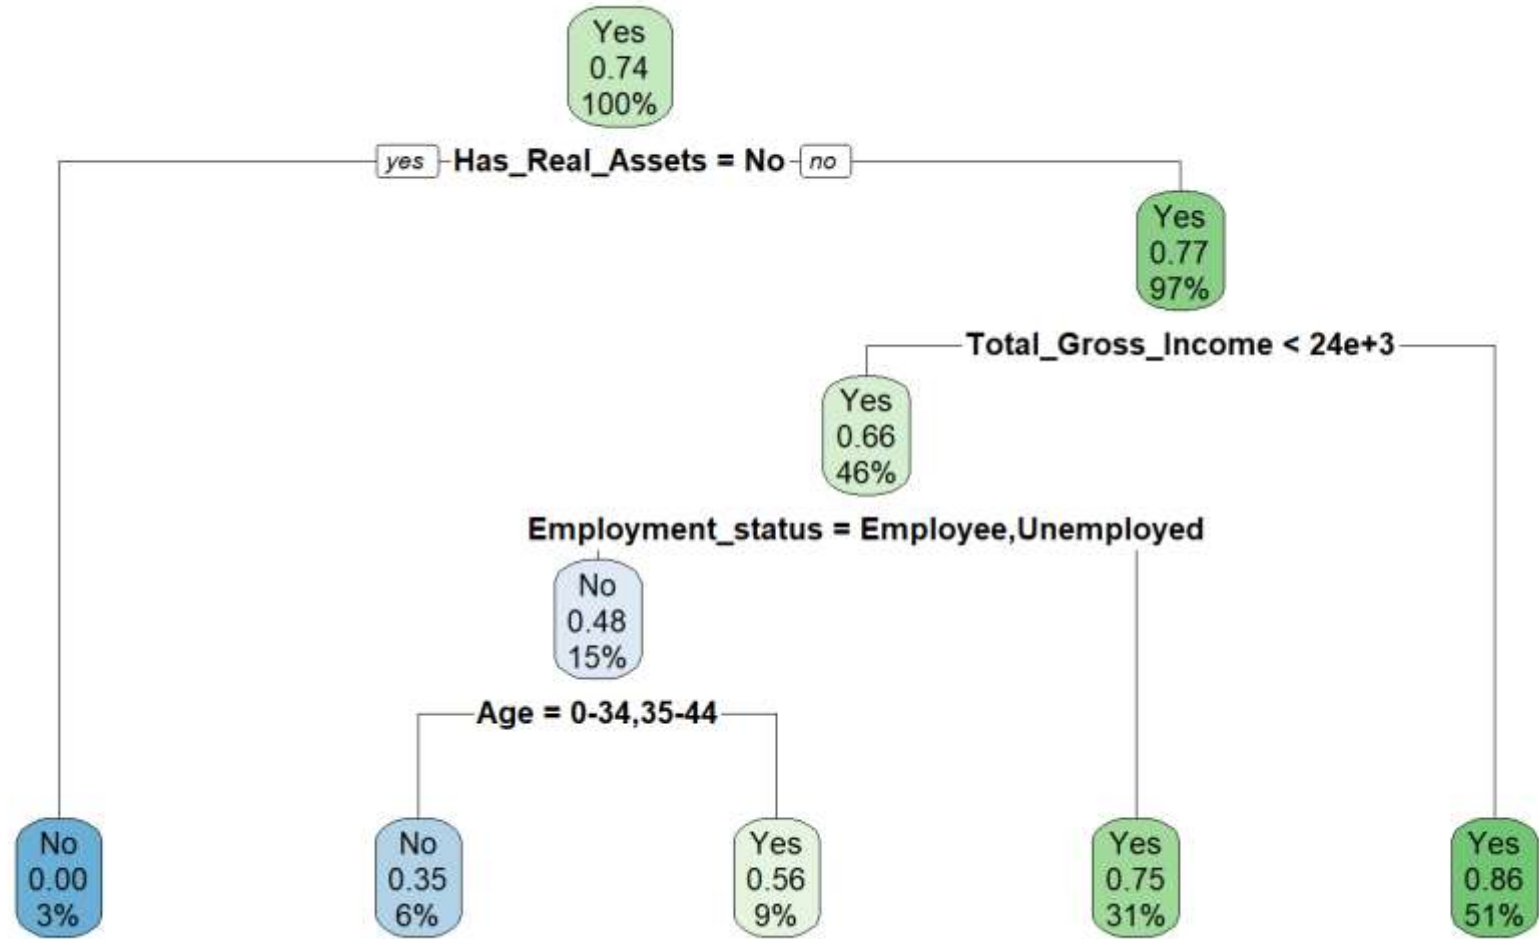 Yes
0.74
100%
yes Has_Real_Assets = No no
Yes
0.77
97%
Total_Gross_Income < 24e+3
Yes
0.66
46%
Employment_status = Employee,Unemployed
No
0.48
15%
Age = 0-34,35-44
No
0.00
3%
No
0.35
6%
Yes
0.56
9%
Yes
0.75
31%
Yes
0.86
51%